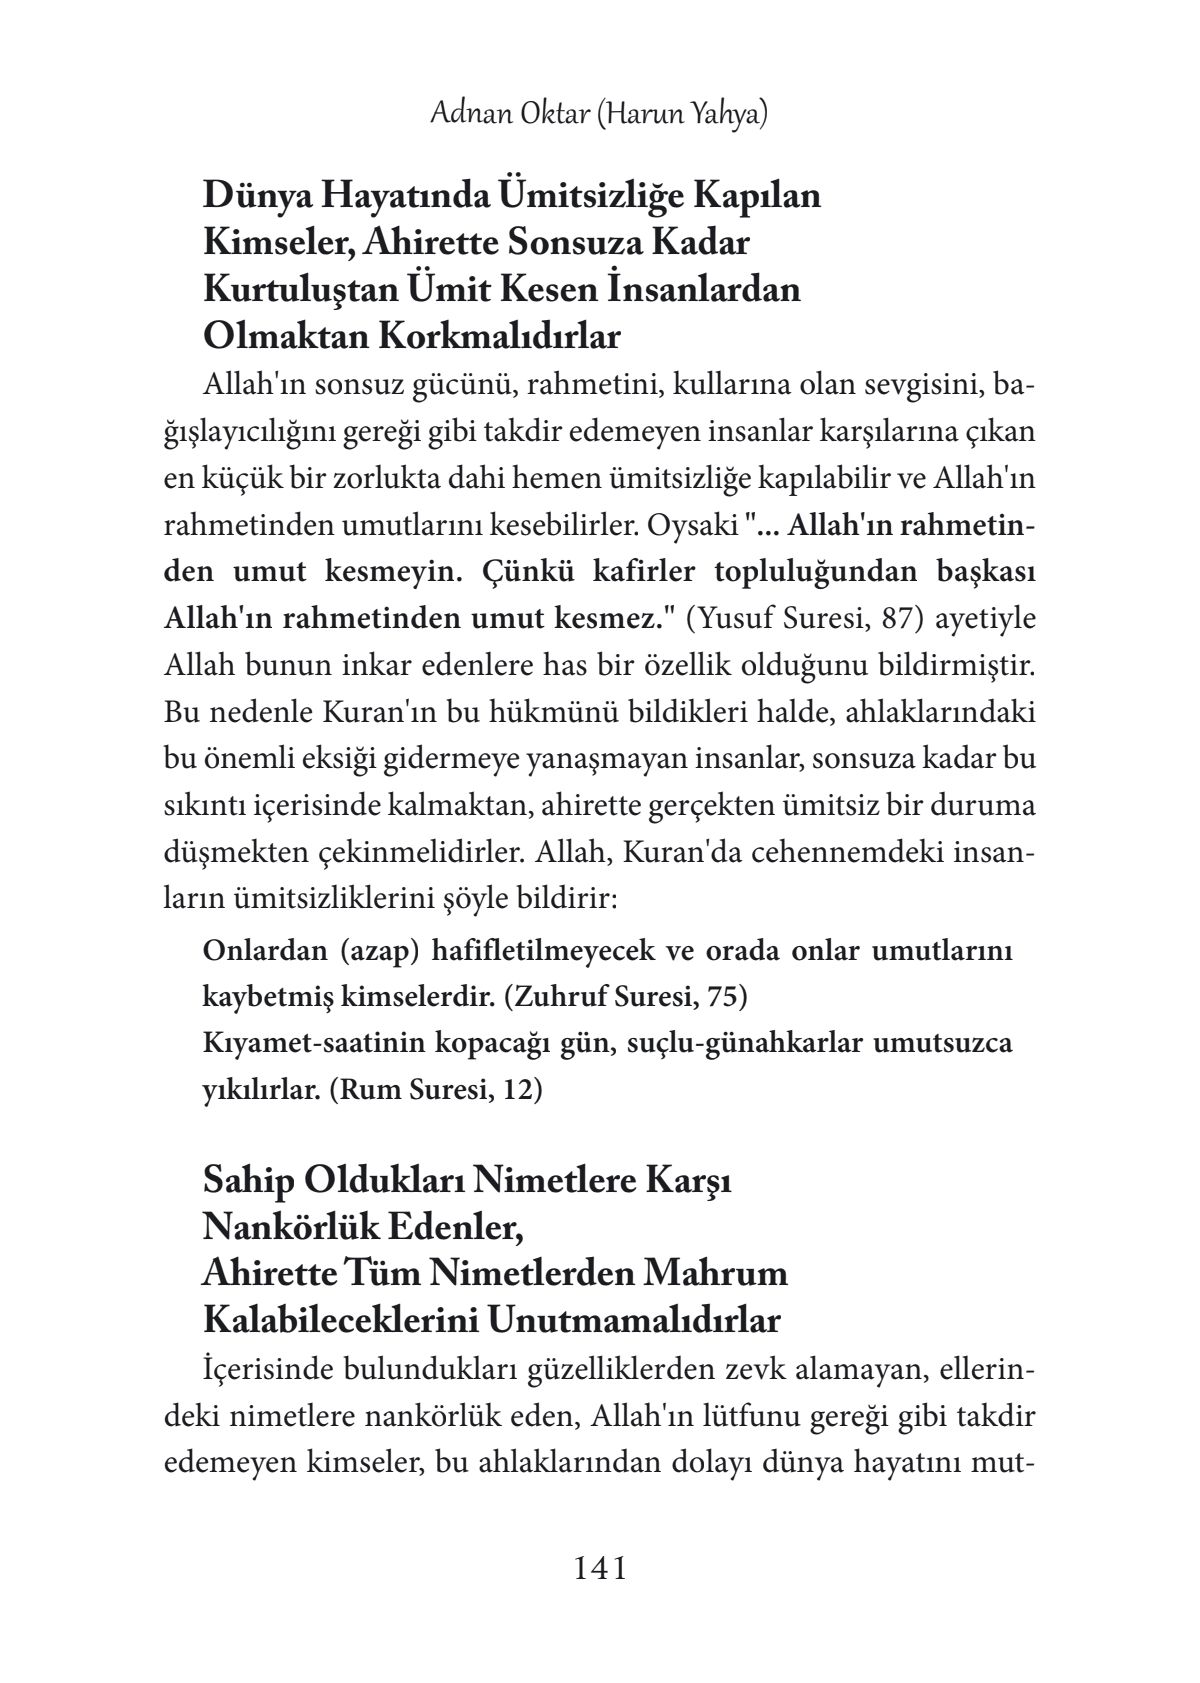 Adnan Oktar (Harun Yahya)
Dünya Hayatında Ümitsizliğe Kapılan
Kimseler, Ahirette Sonsuza Kadar
Kurtuluştan Ümit Kesen İnsanlardan
Olmaktan Korkmalıdırlar
Allah'ın sonsuz gücünü, rahmetini, kullarına olan sevgisini, ba-
ğışlayıcılığını gereği gibi takdir edemeyen insanlar karşılarına çıkan
en küçük bir zorlukta dahi hemen ümitsizliğe kapılabilir ve Allah'ın
rahmetinden umutlarını kesebilirler. Oysaki "... Allah'ın rahmetin-
den umut kesmeyin. Çünkü kafirler topluluğundan başkası
Allah'ın rahmetinden umut kesmez." (Yusuf Suresi, 87) ayetiyle
Allah bunun inkar edenlere has bir özellik olduğunu bildirmiştir.
Bu nedenle Kuran'ın bu hükmünü bildikleri halde, ahlaklarındaki
bu önemli eksiği gidermeye yanaşmayan insanlar, sonsuza kadar bu
sıkıntı içerisinde kalmaktan, ahirette gerçekten ümitsiz bir duruma
düşmekten çekinmelidirler. Allah, Kuran'da cehennemdeki insan-
ların ümitsizliklerini şöyle bildirir:
Onlardan (azap) hafifletilmeyecek ve orada onlar umutlarını
kaybetmiş kimselerdir. (Zuhruf Suresi, 75)
Kıyamet-saatinin kopacağı gün, suçlu-günahkarlar umutsuzca
yıkılırlar. (Rum Suresi, 12)
Sahip Oldukları Nimetlere Karşı
Nankörlük Edenler,
Ahirette Tüm Nimetlerden Mahrum
Kalabileceklerini Unutmamalıdırlar
İçerisinde bulundukları güzelliklerden zevk alamayan, ellerin-
deki nimetlere nankörlük eden, Allah'ın lütfunu gereği gibi takdir
edemeyen kimseler, bu ahlaklarından dolayı dünya hayatını mut-
141